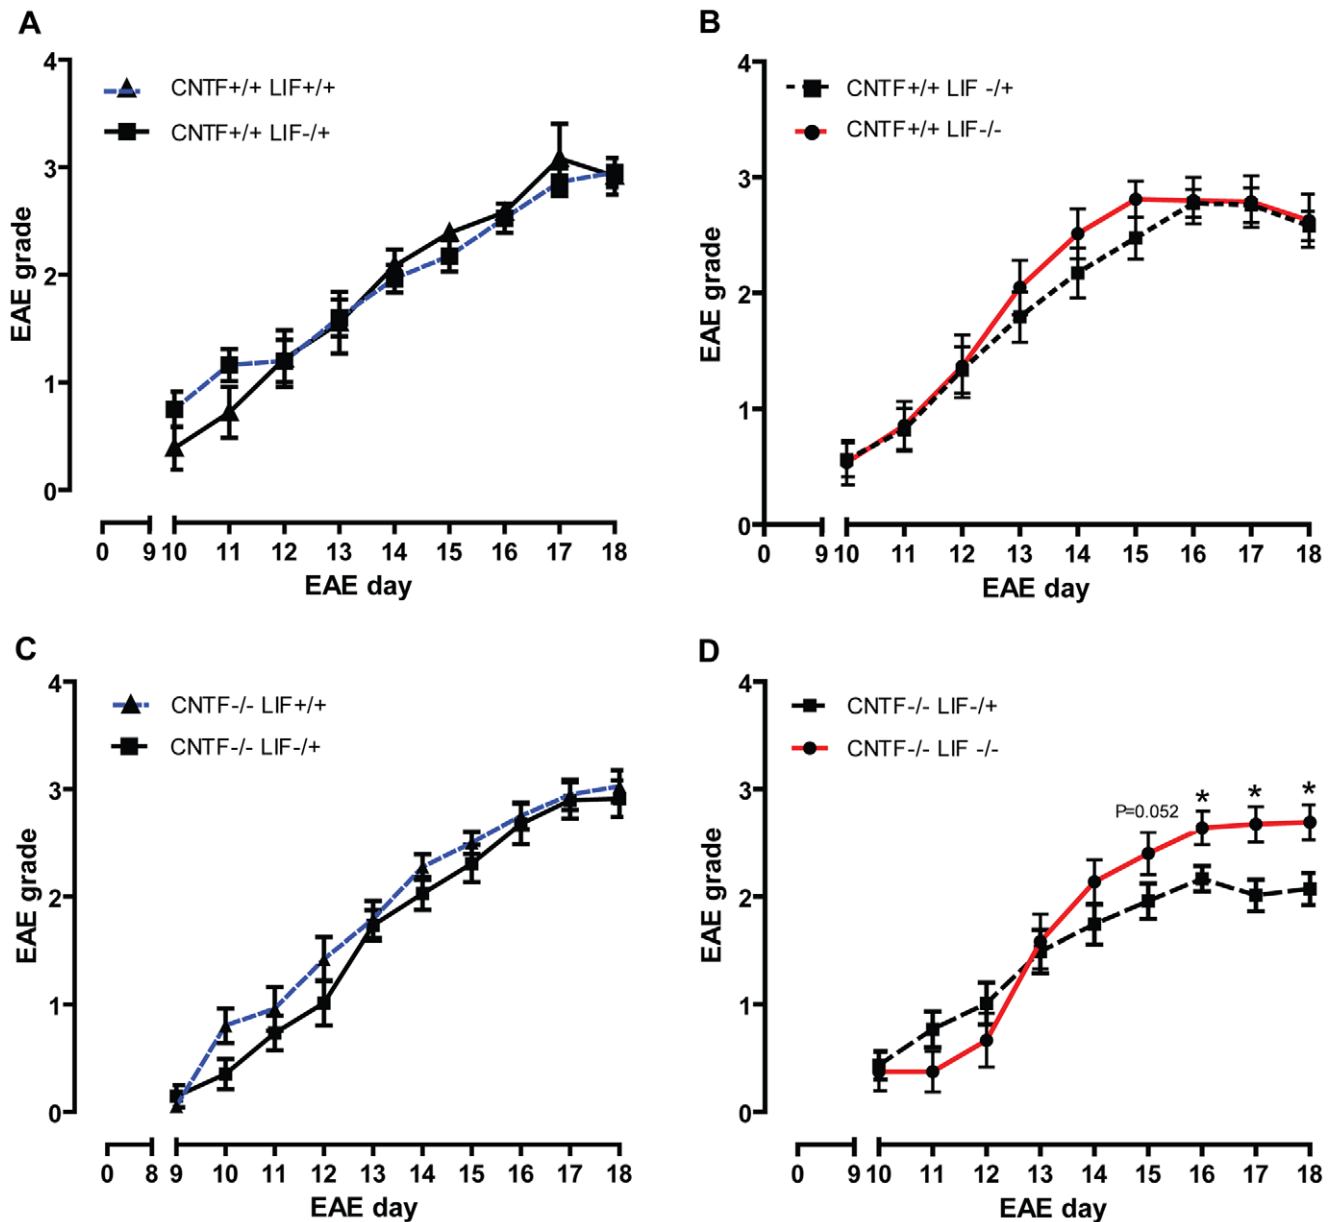 A
4
3
2
1
0
EAE grade
CNTF+/+ LIF+/+
CNTF+/+ LIF-/+
0 9 10 11 12 13 14 15 16 17 18
EAE day
B
4
3
2
1
0
EAE grade
CNTF+/+ LIF -/+
CNTF+/+ LIF-/-
0 9 10 11 12 13 14 15 16 17 18
EAE day
C
4
3
2
1
0
EAE grade
CNTF-/- LIF+/+
CNTF-/- LIF-/+
0 8 9 10 11 12 13 14 15 16 17 18
EAE day
D
4
3
2
1
0
EAE grade
CNTF-/- LIF-/+
CNTF-/- LIF -/-
P=0.052 * * *
0 9 10 11 12 13 14 15 16 17 18
EAE day